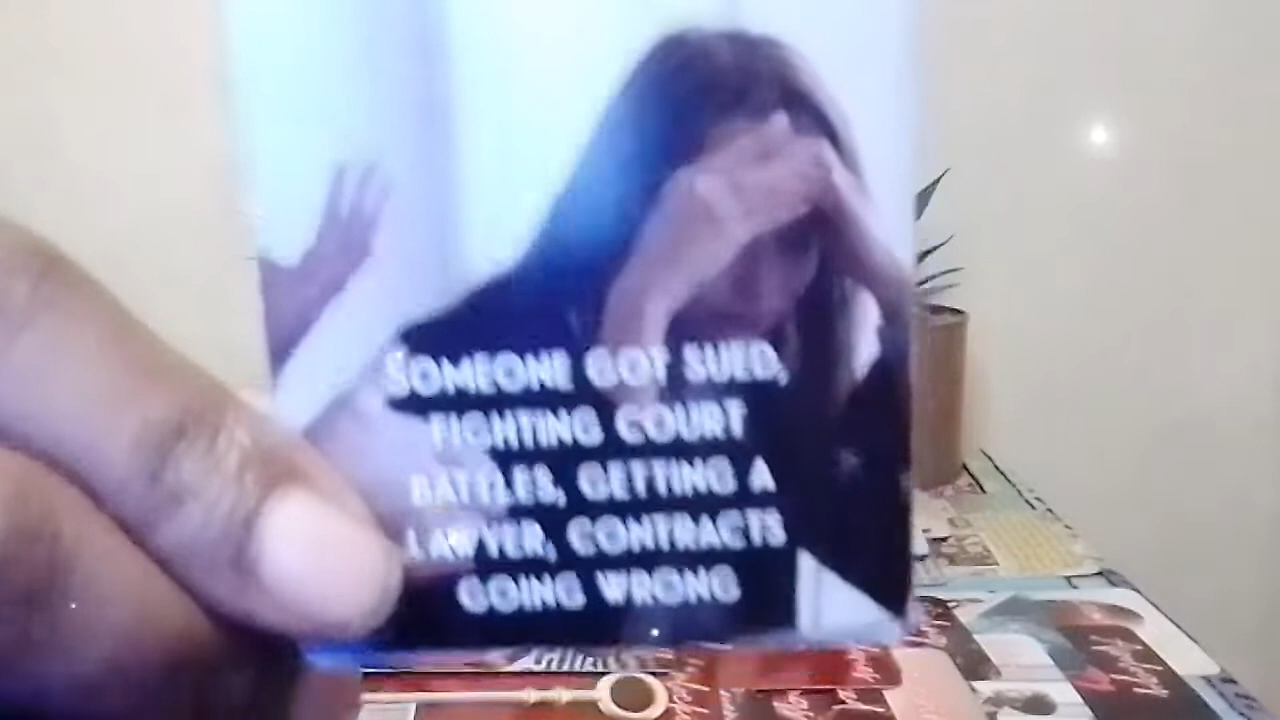 SOMEONE GOT SUED,
FIGHTING COURT
BATTLES, GETTING A
LAWYER, CONTRACTS
GOING WRONG